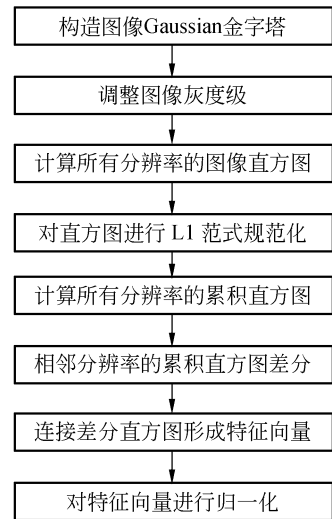 构造图像Gaussian金字塔
调整图像灰度级
计算所有分辨率的图像直方图
对直方图进行 L1 范式规范化
计算所有分辨率的累积直方图
相邻分辨率的累积直方图差分
连接差分直方图形成特征向量
对特征向量进行归一化